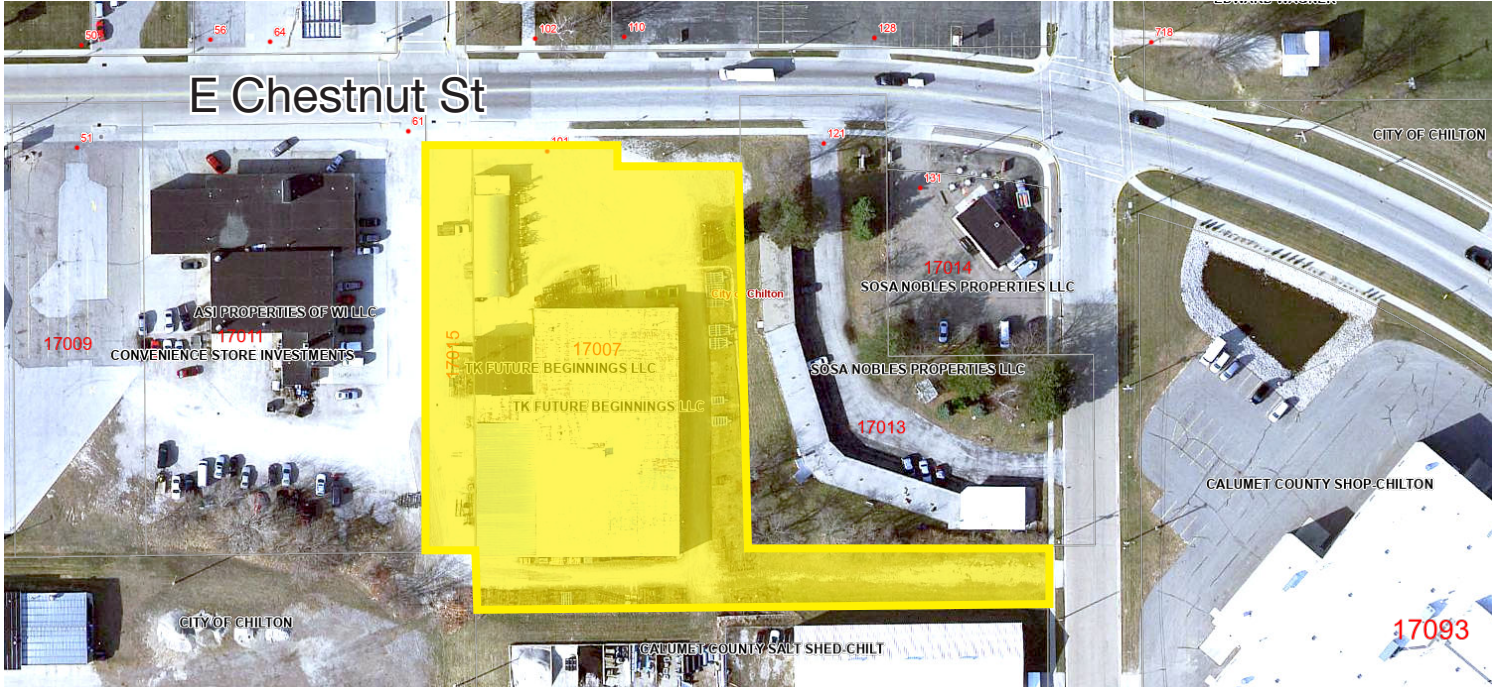 50
56
64
102
110
128
718
E Chestnut St
51
61
121
CITY OF CHILTON
131
17014
SOSA NOBLES PROPERTIES LLC
City of Chilton
ASI PROPERTIES OF WI LLC
17009
17011
CONVENIENCE STORE INVESTMENTS
17015
17007
TK FUTURE BEGINNINGS LLC
SOSA NOBLES PROPERTIES LLC
TK FUTURE BEGINNINGS LLC
17013
CALUMET COUNTY SHOP-CHILTON
CITY OF CHILTON
17093
CALUMET COUNTY SALT SHED-CHILT